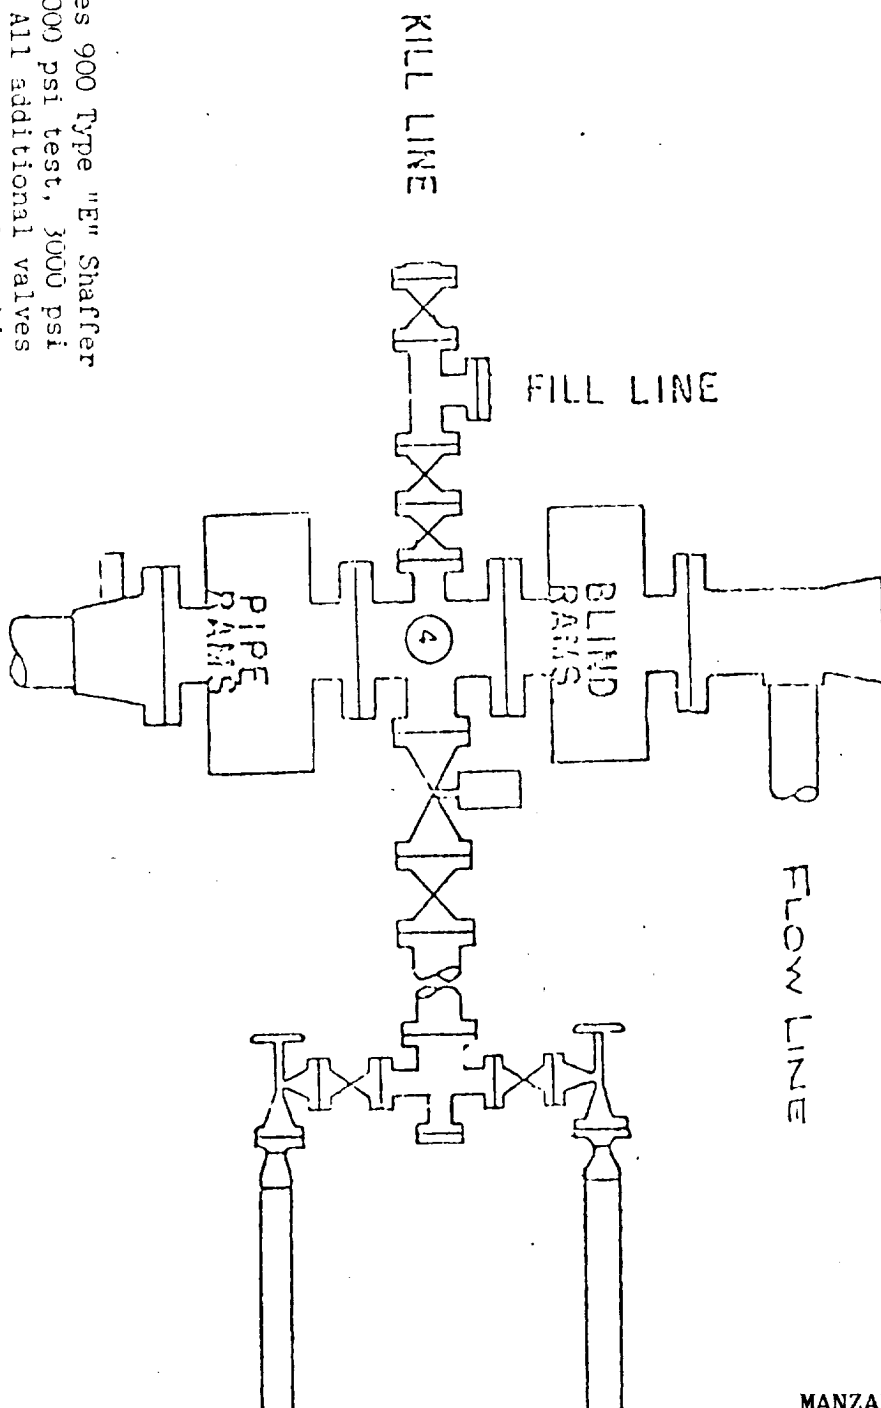 KILL LINE
FILL LINE
BLIND
RAMS
PIPE
RAMS
4
FLOW LINE
es 900 Type "E" Shaffer
000 psi test, 3000 psi
All additional valves
MANZA